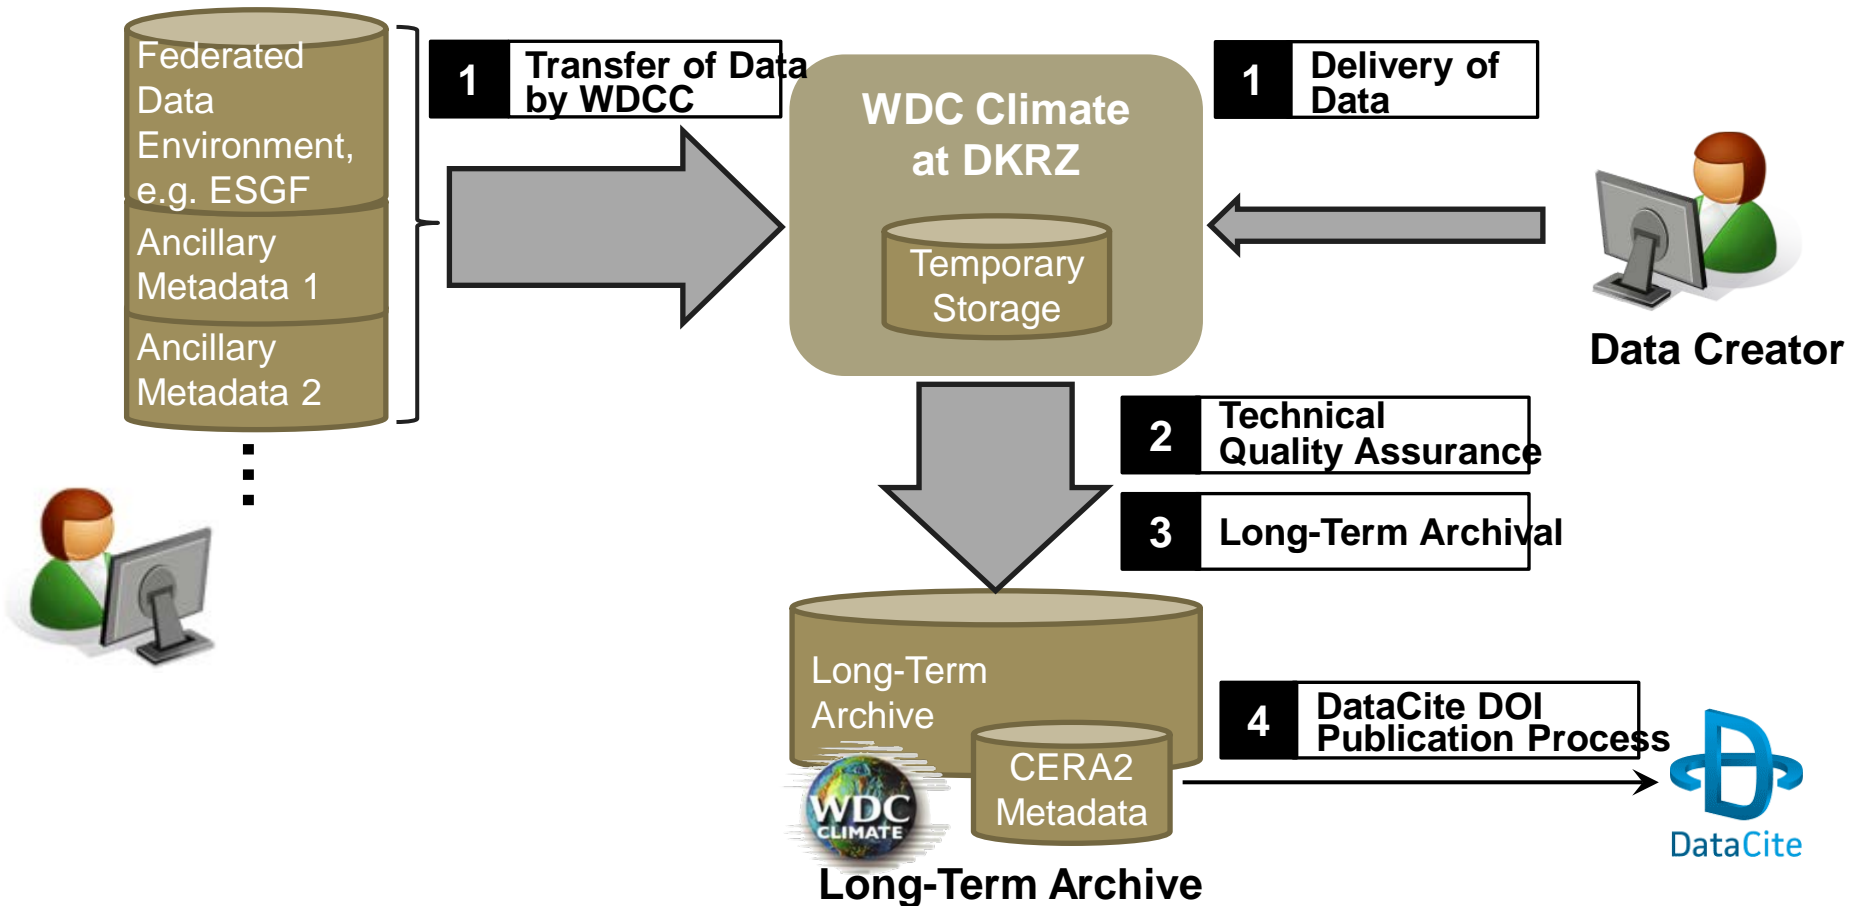 Federated
Data
Environment,
e.g. ESGF
Ancillary
Metadata 1
Ancillary
Metadata 2
1
Transfer of Data
by WDCC
WDC Climate
at DKRZ
Temporary
Storage
1
Delivery of
Data
Data Creator
2
Technical
Quality Assurance
3
Long-Term Archival
Long-Term
Archive
CERA2
Metadata
WDC
CLIMATE
Long-Term Archive
4
DataCite DOI
Publication Process
DataCite